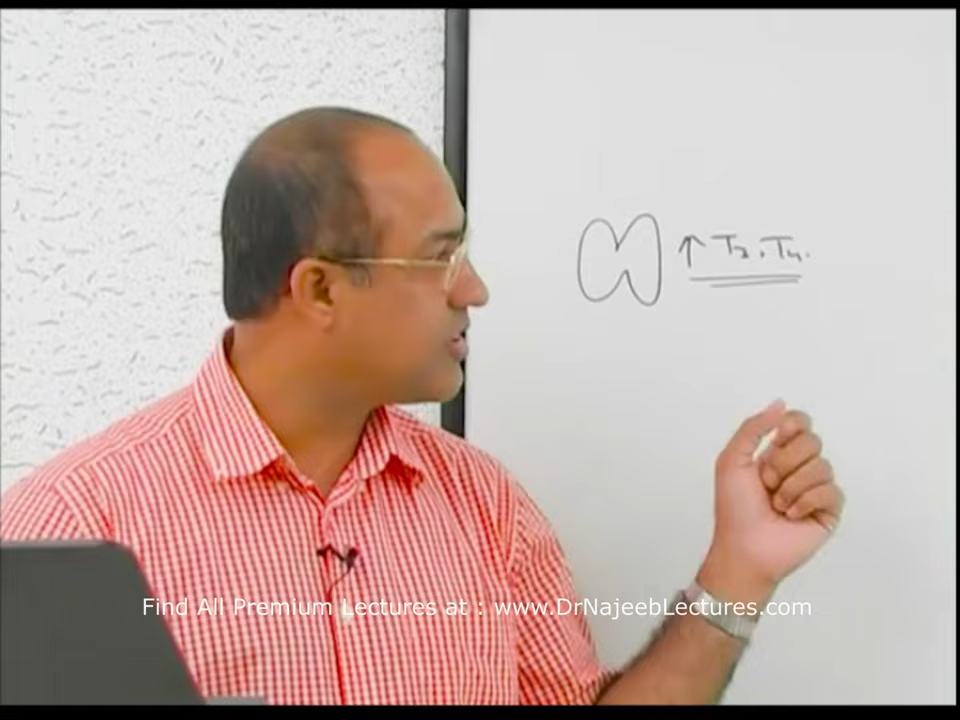 ↑ T3, T4.
Find All Premium Lectures at : www.DrNajeebLectures.com